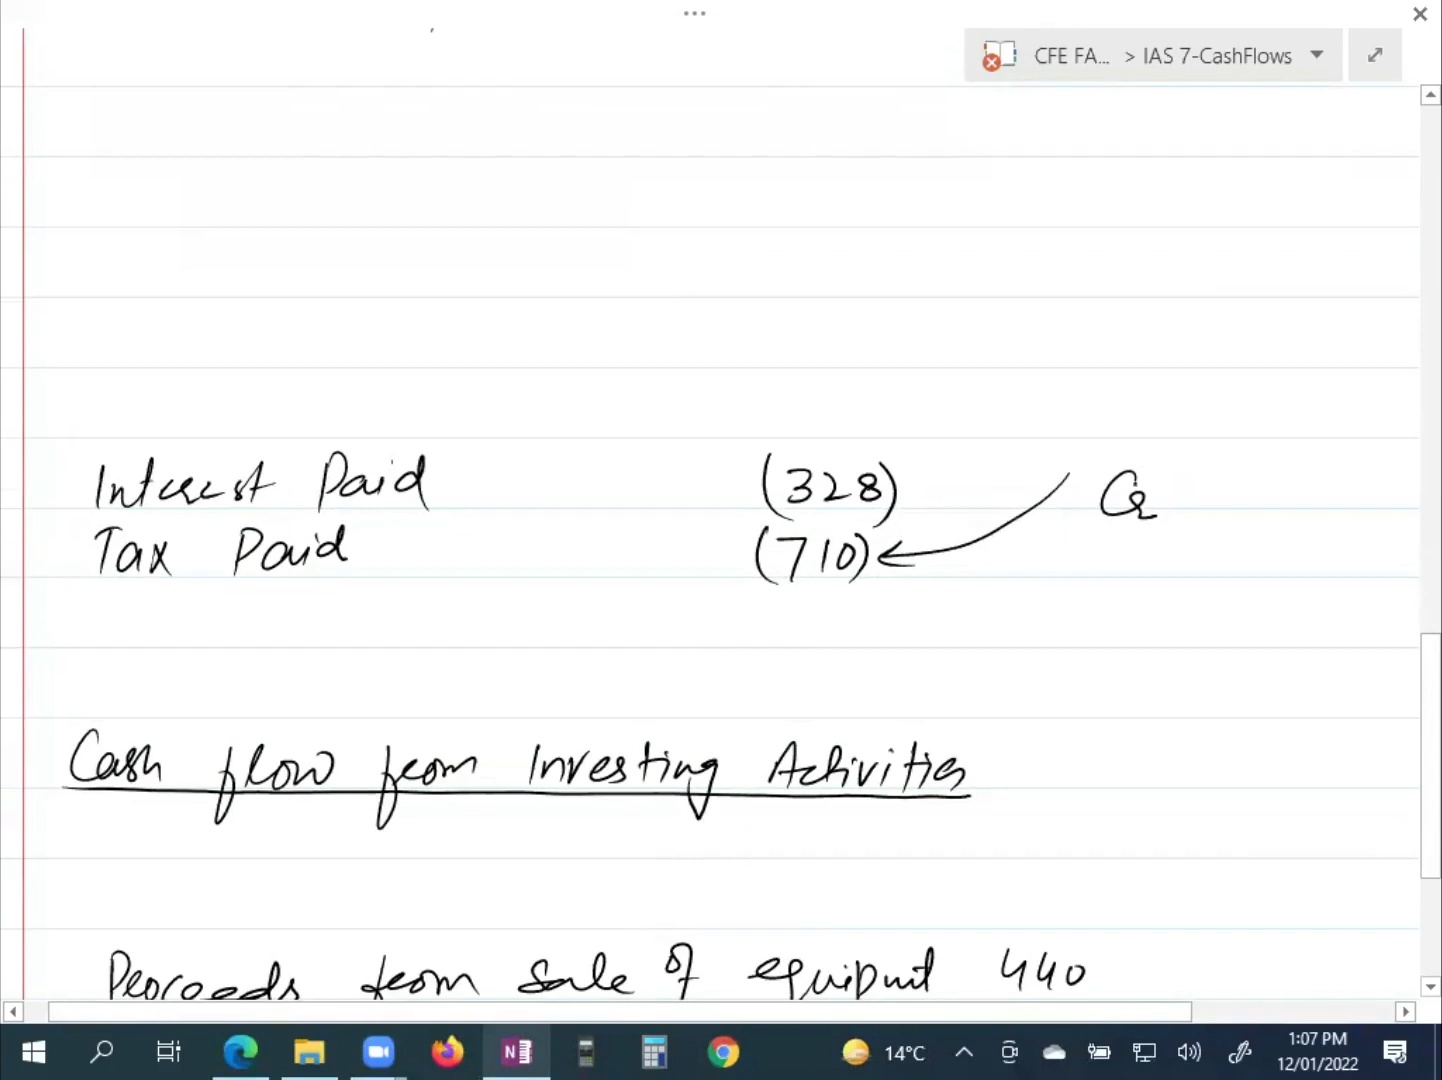 CFE FA... > IAS 7-CashFlows
Interest Paid (328)
Tax Paid (710)
Cash flow from Investing Activities
Proceeds from Sale of 440
14°C
1:07 PM
12/01/2022